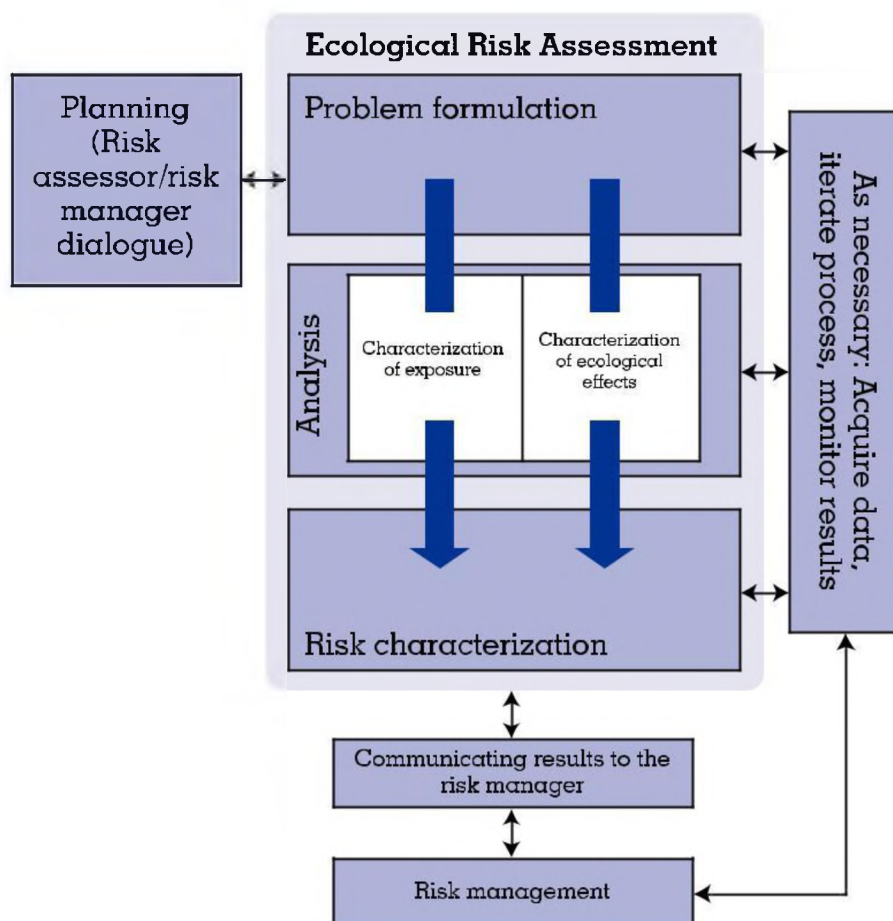 Ecological Risk Assessment
Planning
(Risk
assessor/risk
manager
dialogue)
Problem formulation
Analysis
Characterization
of exposure
Characterization
of ecological
effects
Risk characterization
As necessary: Acquire data,
iterate process, monitor results
Communicating results to the
risk manager
Risk management